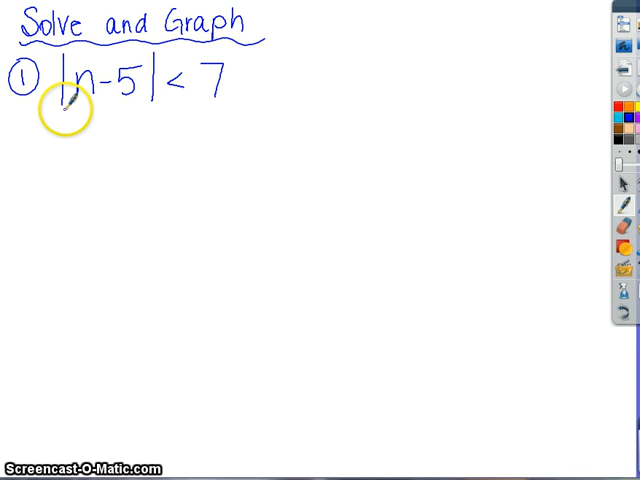 Solve and Graph
① |n-5| < 7
Screencast-O-Matic.com